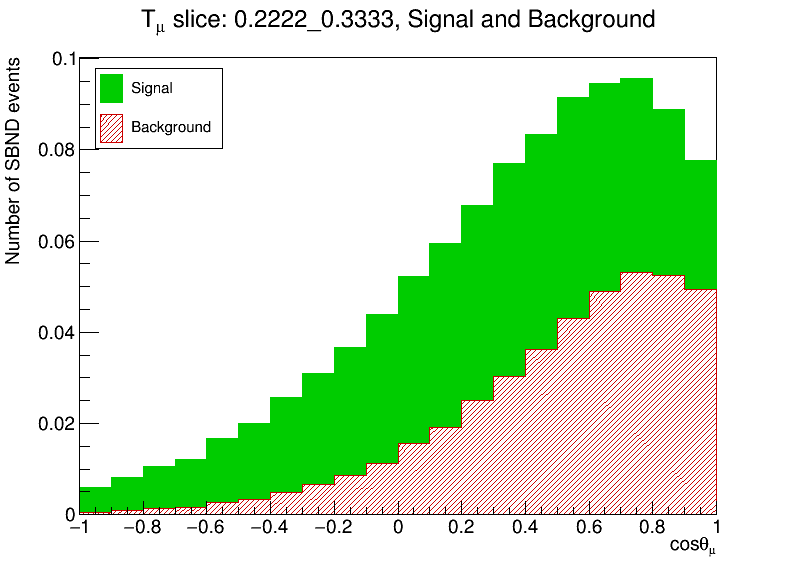 Tμ slice: 0.2222_0.3333, Signal and Background
Number of SBND events
0.1
0.08
0.06
0.04
0.02
0
Signal
Background
−1 −0.8 −0.6 −0.4 −0.2 0 0.2 0.4 0.6 0.8 1
cosθμ